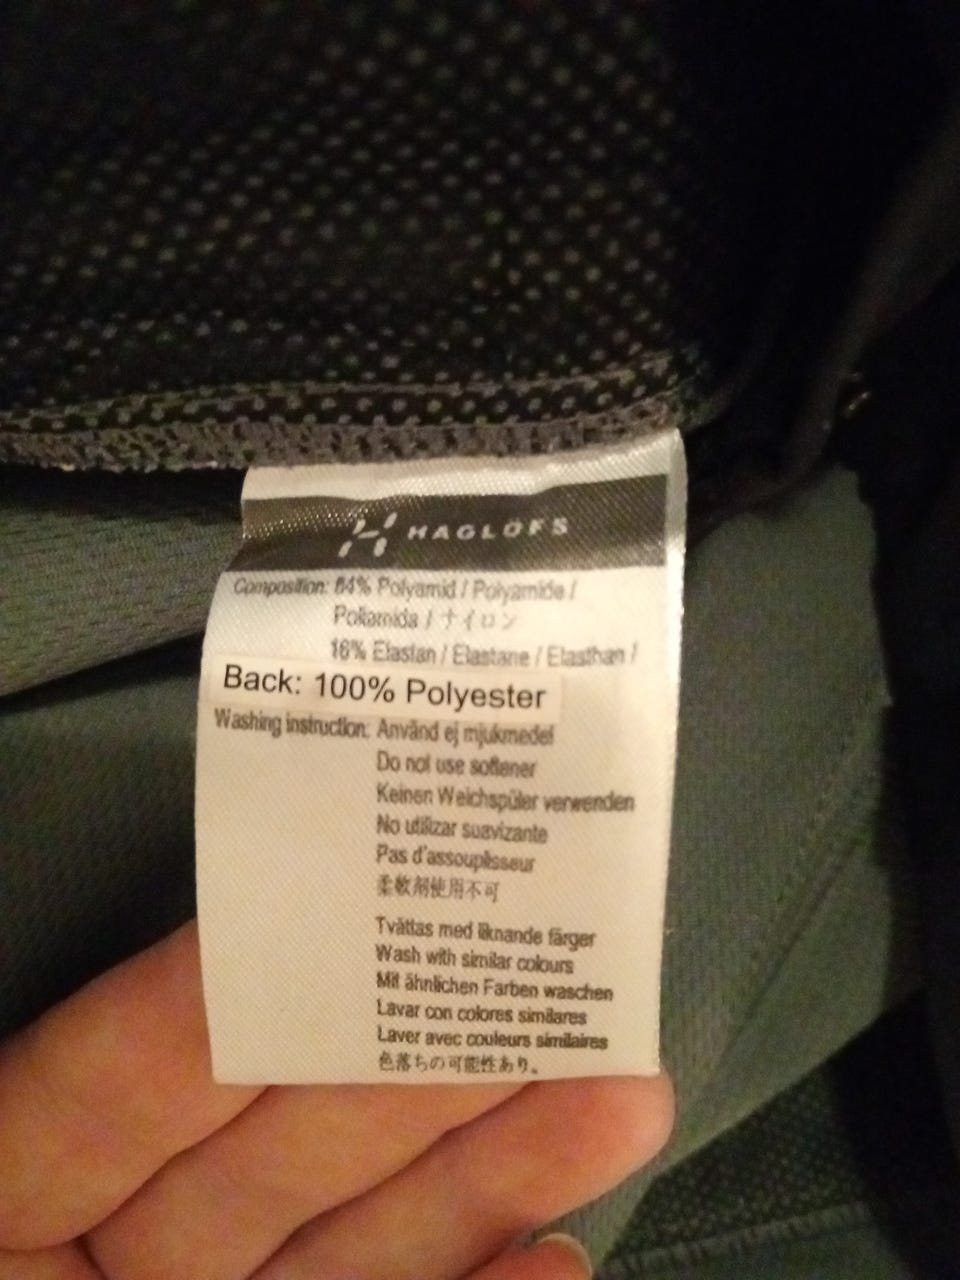 HAGLÖFS
Composition: 84% Polyamid / Polyamide /
Poliamida / ナイロン
16% Elastan / Elastane / Elasthan /
Back: 100% Polyester
Washing instruction: Använd ej mjukmedel
Do not use softener
Keinen Weichspüler verwenden
No utilizar suavizante
Pas d'assouplisseur
柔軟剤使用不可
Tvättas med liknande färger
Wash with similar colours
Mit ähnlichen Farben waschen
Lavar con colores similares
Laver avec couleurs similaires
色落ちの可能性あり。